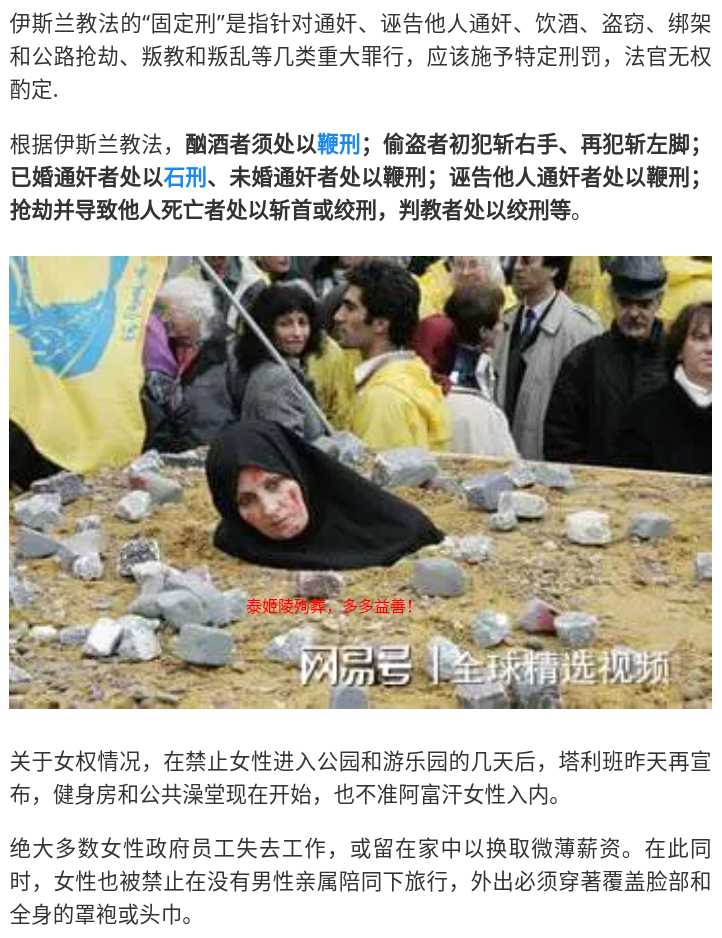 伊斯兰教法的“固定刑”是指针对通奸、诬告他人通奸、饮酒、盗窃、绑架
和公路抢劫、叛教和叛乱等几类重大罪行，应该施予特定刑罚，法官无权
酌定.
根据伊斯兰教法，酗酒者须处以鞭刑；偷盗者初犯斩右手、再犯斩左脚；
已婚通奸者处以石刑、未婚通奸者处以鞭刑；诬告他人通奸者处以鞭刑；
抢劫并导致他人死亡者处以斩首或绞刑，判教者处以绞刑等。
泰姬陵殉葬，多多益善！
网易号 | 全球精选视频
关于女权情况，在禁止女性进入公园和游乐园的几天后，塔利班昨天再宣
布，健身房和公共澡堂现在开始，也不准阿富汗女性入内。
绝大多数女性政府员工失去工作，或留在家中以换取微薄薪资。在此同
时，女性也被禁止在没有男性亲属陪同下旅行，外出必须穿著覆盖脸部和
全身的罩袍或头巾。